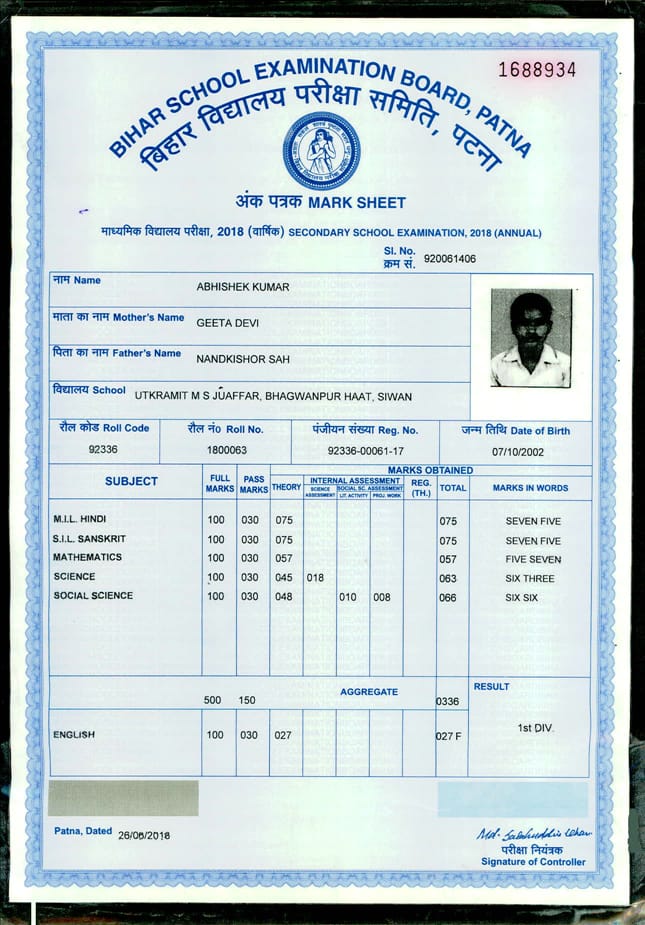 1688934
BIHAR SCHOOL EXAMINATION BOARD, PATNA
बिहार विद्यालय परीक्षा समिति, पटना
अंक पत्रक MARK SHEET
माध्यमिक विद्यालय परीक्षा, 2018 (वार्षिक) SECONDARY SCHOOL EXAMINATION, 2018 (ANNUAL)
Sl. No.
क्रम सं. 920061406
नाम Name ABHISHEK KUMAR
माता का नाम Mother's Name GEETA DEVI
पिता का नाम Father's Name NANDKISHOR SAH
विद्यालय School UTKRAMIT M S JUAFFAR, BHAGWANPUR HAAT, SIWAN
रौल कोड Roll Code रौल नं० Roll No. पंजीयन संख्या Reg. No. जन्म तिथि Date of Birth
92336 1800063 92336-00061-17 07/10/2002
MARKS OBTAINED
SUBJECT FULL MARKS PASS MARKS THEORY INTERNAL ASSESSMENT REG. (TH.) TOTAL MARKS IN WORDS
SCIENCE ASSESSMENT SOCIAL SC. ASSESSMENT
LIT. ACTIVITY PROJ. WORK
M.I.L. HINDI 100 030 075 075 SEVEN FIVE
S.I.L. SANSKRIT 100 030 075 075 SEVEN FIVE
MATHEMATICS 100 030 057 057 FIVE SEVEN
SCIENCE 100 030 045 018 063 SIX THREE
SOCIAL SCIENCE 100 030 048 010 008 066 SIX SIX
500 150 AGGREGATE 0336 RESULT
1st DIV.
ENGLISH 100 030 027 027 F
Patna, Dated 26/06/2018
परीक्षा नियंत्रक
Signature of Controller